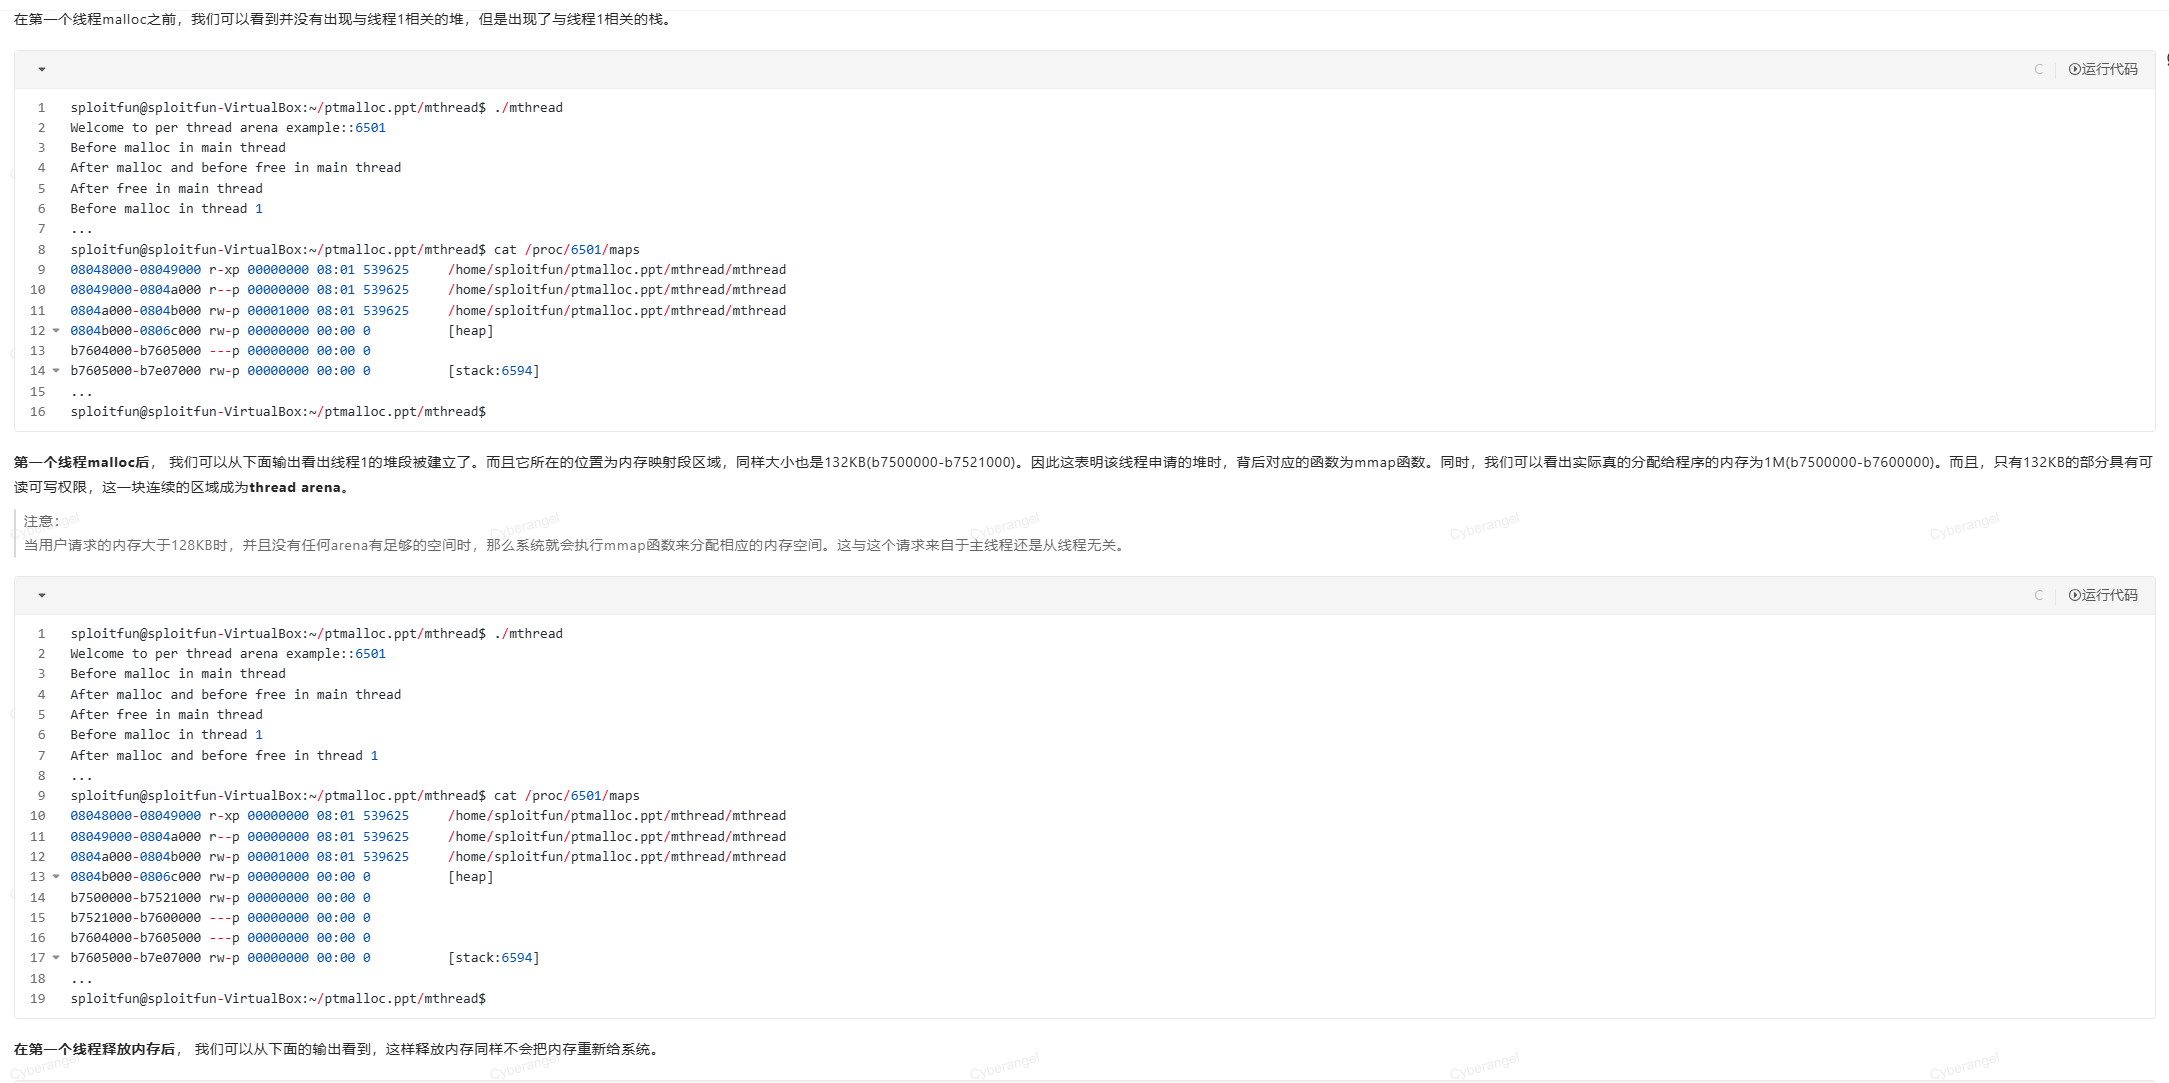 在第一个线程malloc之前，我们可以看到并没有出现与线程1相关的堆，但是出现了与线程1相关的栈。
C 运行代码
1 sploitfun@sploitfun-VirtualBox:~/ptmalloc.ppt/mthread$ ./mthread
2 Welcome to per thread arena example::6501
3 Before malloc in main thread
4 After malloc and before free in main thread
5 After free in main thread
6 Before malloc in thread 1
7 ...
8 sploitfun@sploitfun-VirtualBox:~/ptmalloc.ppt/mthread$ cat /proc/6501/maps
9 08048000-08049000 r-xp 00000000 08:01 539625     /home/sploitfun/ptmalloc.ppt/mthread/mthread
10 08049000-0804a000 r--p 00000000 08:01 539625     /home/sploitfun/ptmalloc.ppt/mthread/mthread
11 0804a000-0804b000 rw-p 00001000 08:01 539625     /home/sploitfun/ptmalloc.ppt/mthread/mthread
12 0804b000-0806c000 rw-p 00000000 00:00 0          [heap]
13 b7604000-b7605000 ---p 00000000 00:00 0
14 b7605000-b7e07000 rw-p 00000000 00:00 0          [stack:6594]
15 ...
16 sploitfun@sploitfun-VirtualBox:~/ptmalloc.ppt/mthread$
第一个线程malloc后， 我们可以从下面输出看出线程1的堆段被建立了。而且它所在的位置为内存映射段区域，同样大小也是132KB(b7500000-b7521000)。因此这表明该线程申请的堆时，背后对应的函数为mmap函数。同时，我们可以看出实际真的分配给程序的内存为1M(b7500000-b7600000)。而且，只有132KB的部分具有可
读可写权限，这一块连续的区域成为thread arena。
注意：
当用户请求的内存大于128KB时，并且没有任何arena有足够的空间时，那么系统就会执行mmap函数来分配相应的内存空间。这与这个请求来自于主线程还是从线程无关。
Cyberangel Cyberangel Cyberangel Cyberangel Cyberangel
C 运行代码
1 sploitfun@sploitfun-VirtualBox:~/ptmalloc.ppt/mthread$ ./mthread
2 Welcome to per thread arena example::6501
3 Before malloc in main thread
4 After malloc and before free in main thread
5 After free in main thread
6 Before malloc in thread 1
7 After malloc and before free in thread 1
8 ...
9 sploitfun@sploitfun-VirtualBox:~/ptmalloc.ppt/mthread$ cat /proc/6501/maps
10 08048000-08049000 r-xp 00000000 08:01 539625     /home/sploitfun/ptmalloc.ppt/mthread/mthread
11 08049000-0804a000 r--p 00000000 08:01 539625     /home/sploitfun/ptmalloc.ppt/mthread/mthread
12 0804a000-0804b000 rw-p 00001000 08:01 539625     /home/sploitfun/ptmalloc.ppt/mthread/mthread
13 0804b000-0806c000 rw-p 00000000 00:00 0          [heap]
14 b7500000-b7521000 rw-p 00000000 00:00 0
15 b7521000-b7600000 ---p 00000000 00:00 0
16 b7604000-b7605000 ---p 00000000 00:00 0
17 b7605000-b7e07000 rw-p 00000000 00:00 0          [stack:6594]
18 ...
19 sploitfun@sploitfun-VirtualBox:~/ptmalloc.ppt/mthread$
在第一个线程释放内存后， 我们可以从下面的输出看到，这样释放内存同样不会把内存重新给系统。
Cyberangel Cyberangel Cyberangel Cyberangel Cyberangel